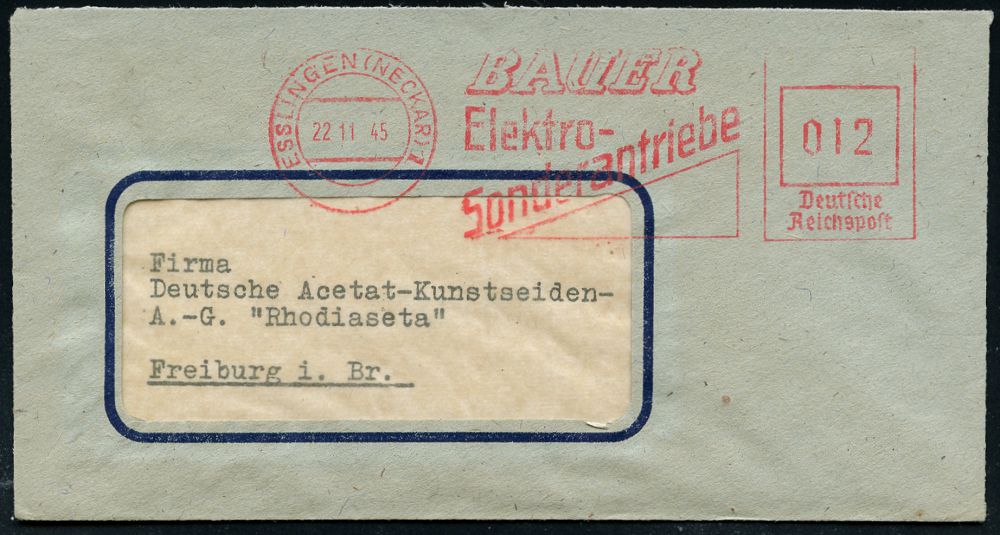 ESSLINGEN (NECKAR) 1
22 11 45
BAUER
Elektro-
Sonderantriebe
012
Deutsche
Reichspost
Firma
Deutsche Acetat-Kunstseiden-
A.-G. "Rhodiaseta"
Freiburg i. Br.